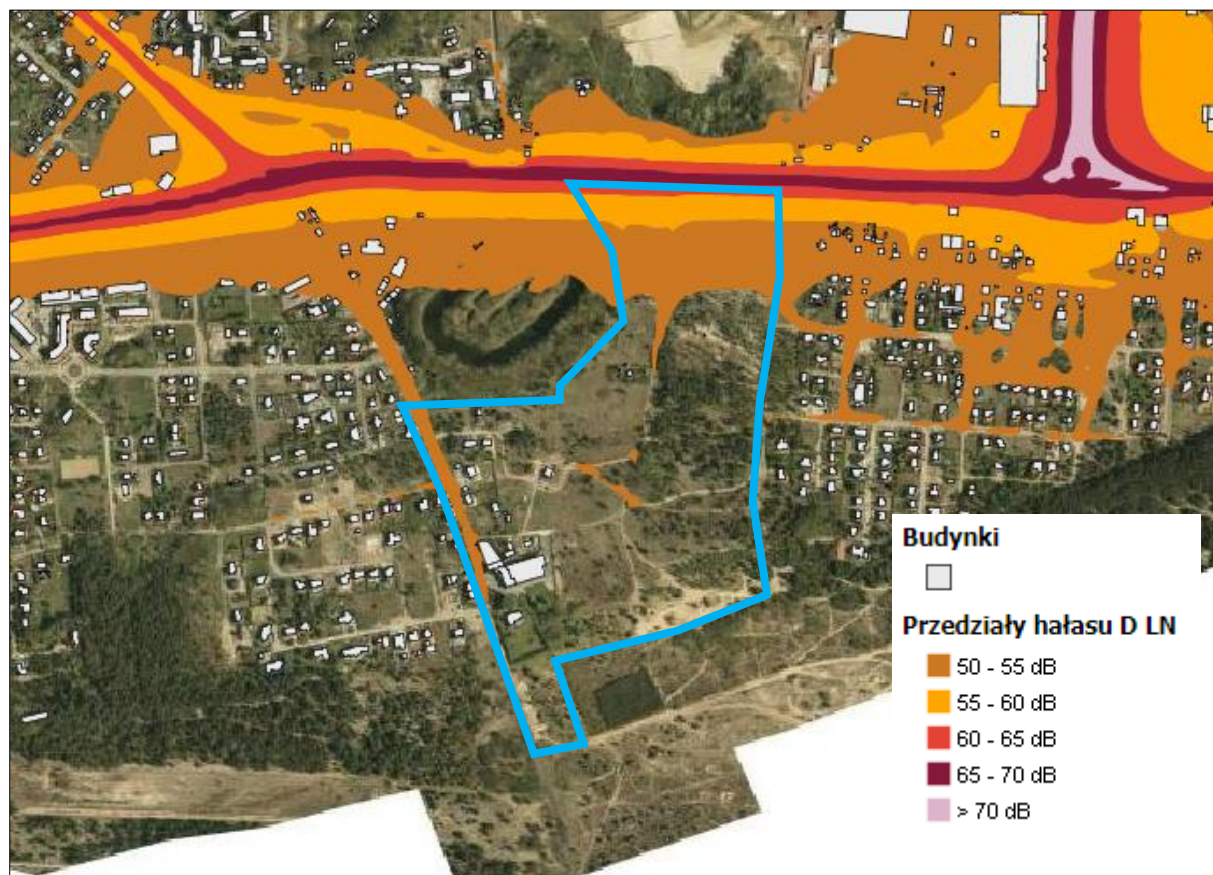 Budynki
Przedziały hałasu D LN
50 - 55 dB
55 - 60 dB
60 - 65 dB
65 - 70 dB
> 70 dB